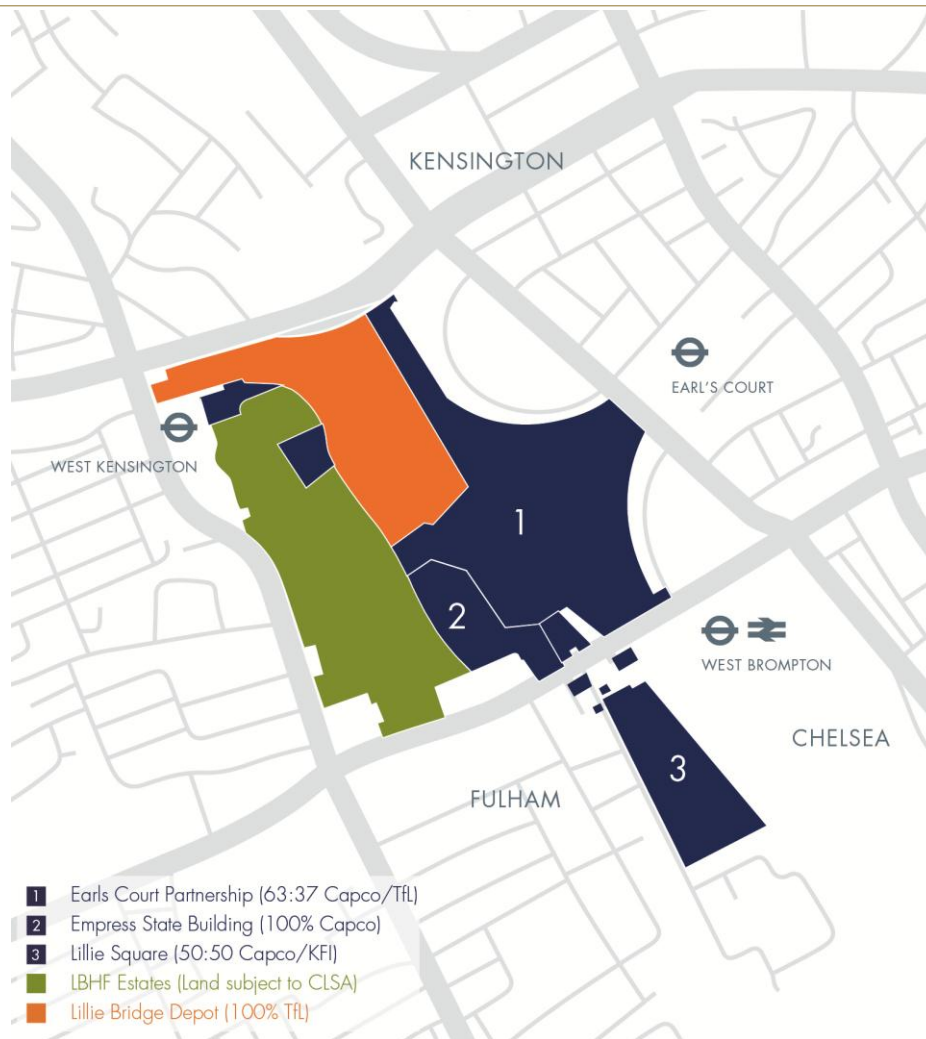 KENSINGTON
EARL'S COURT
WEST KENSINGTON
1
2
WEST BROMPTON
CHELSEA
3
FULHAM
1 Earls Court Partnership (63:37 Capco/TfL)
2 Empress State Building (100% Capco)
3 Lillie Square (50:50 Capco/KFI)
LBHF Estates (Land subject to CLSA)
Lillie Bridge Depot (100% TfL)